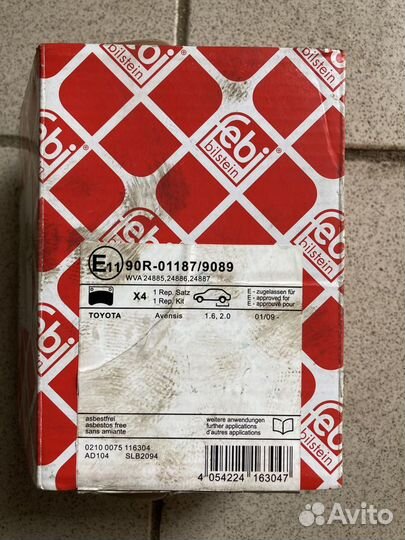 febi
bilstein
febi
bilstein
febi
bilstein
E11 90R-01187/9089
WVA 24885,24886,24887
X4
1 Rep. Satz
1 Rep. Kit
E - zugelassen für
E - approved for
E - approuvé pour
TOYOTA Avensis 1.6, 2.0 01/09 -
asbestfrei
asbestos free
sans amiante
weitere anwendungen
further applications
d'autres applications
0210 0075 116304
AD104 SLB2094
4 054224 163047
Avito